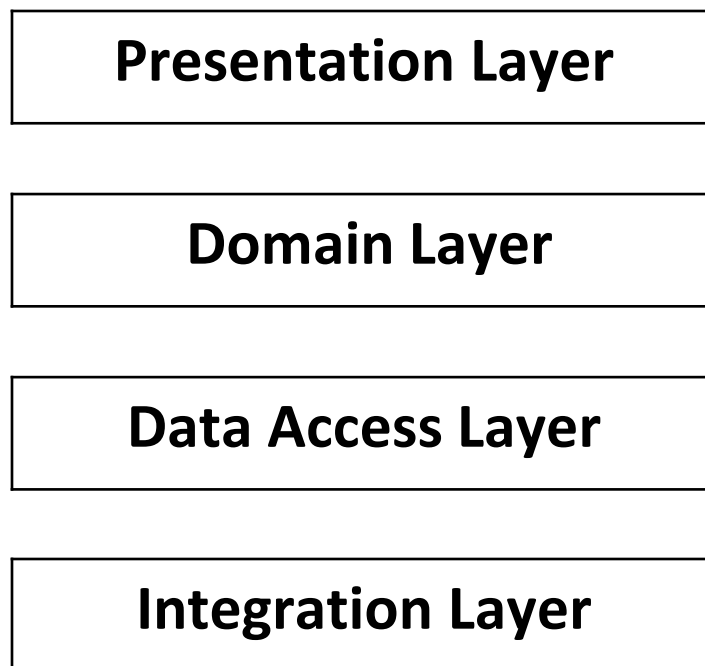 Presentation Layer
Domain Layer
Data Access Layer
Integration Layer